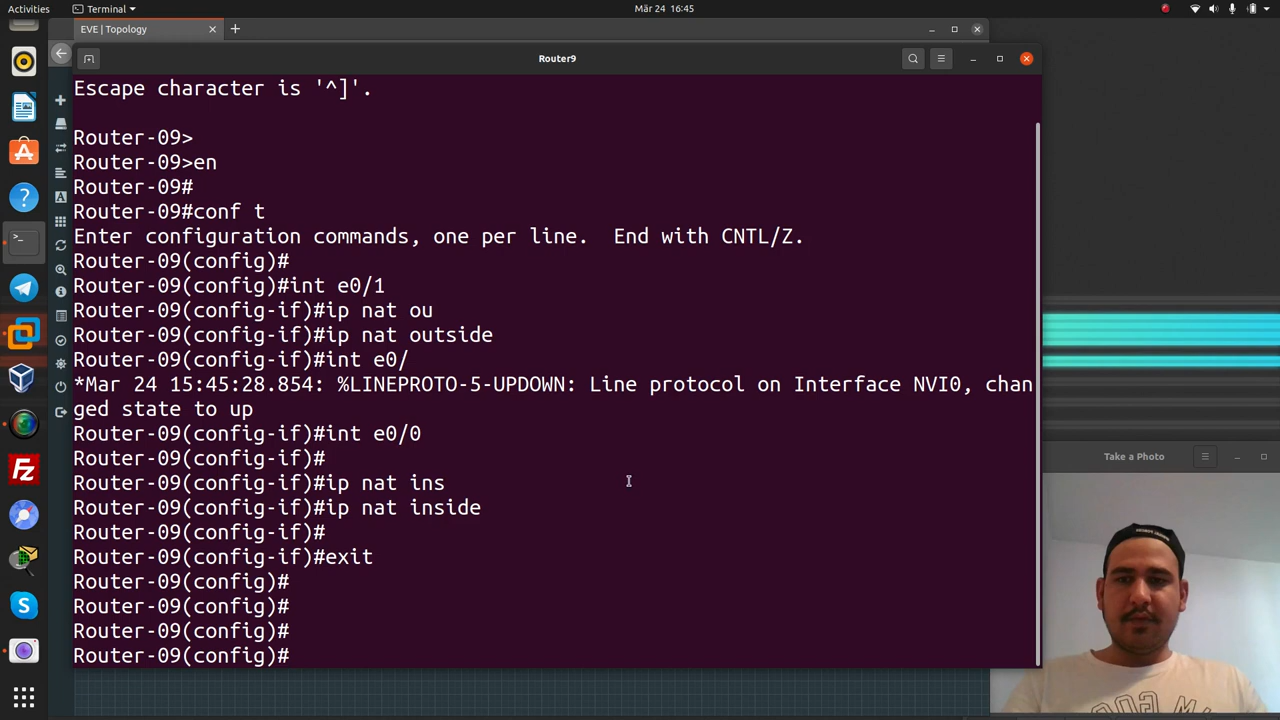 Activities
Terminal
Mär 24 16:45
EVE | Topology
Router9
Escape character is '^]'.
Router-09>
Router-09>en
Router-09#
Router-09#conf t
Enter configuration commands, one per line.  End with CNTL/Z.
Router-09(config)#
Router-09(config)#int e0/1
Router-09(config-if)#ip nat ou
Router-09(config-if)#ip nat outside
Router-09(config-if)#int e0/
*Mar 24 15:45:28.854: %LINEPROTO-5-UPDOWN: Line protocol on Interface NVI0, chan
ged state to up
Router-09(config-if)#int e0/0
Router-09(config-if)#
Router-09(config-if)#ip nat ins
Router-09(config-if)#ip nat inside
Router-09(config-if)#
Router-09(config-if)#exit
Router-09(config)#
Router-09(config)#
Router-09(config)#
Router-09(config)#
Take a Photo